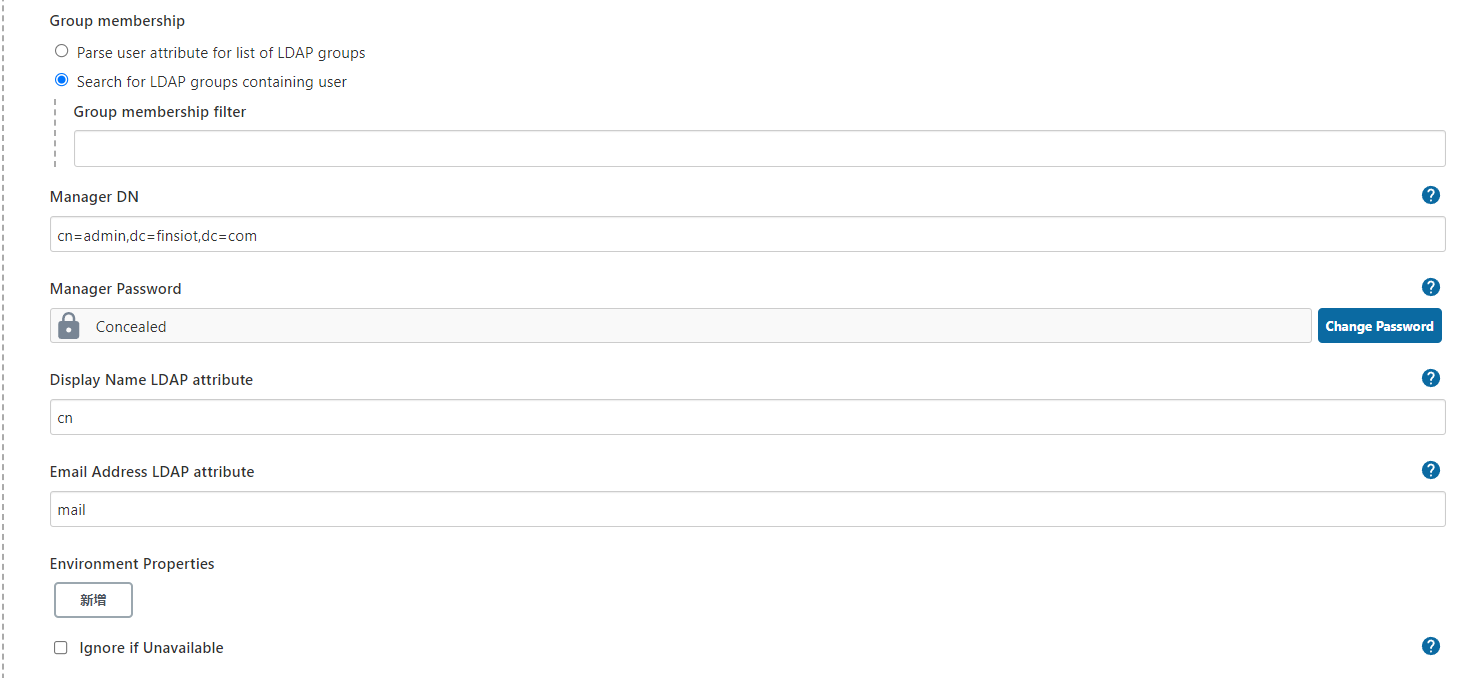 Group membership
Parse user attribute for list of LDAP groups
Search for LDAP groups containing user
Group membership filter
Manager DN
?
cn=admin,dc=finsiot,dc=com
Manager Password
?
Concealed
Change Password
Display Name LDAP attribute
?
cn
Email Address LDAP attribute
?
mail
Environment Properties
新增
Ignore if Unavailable
?